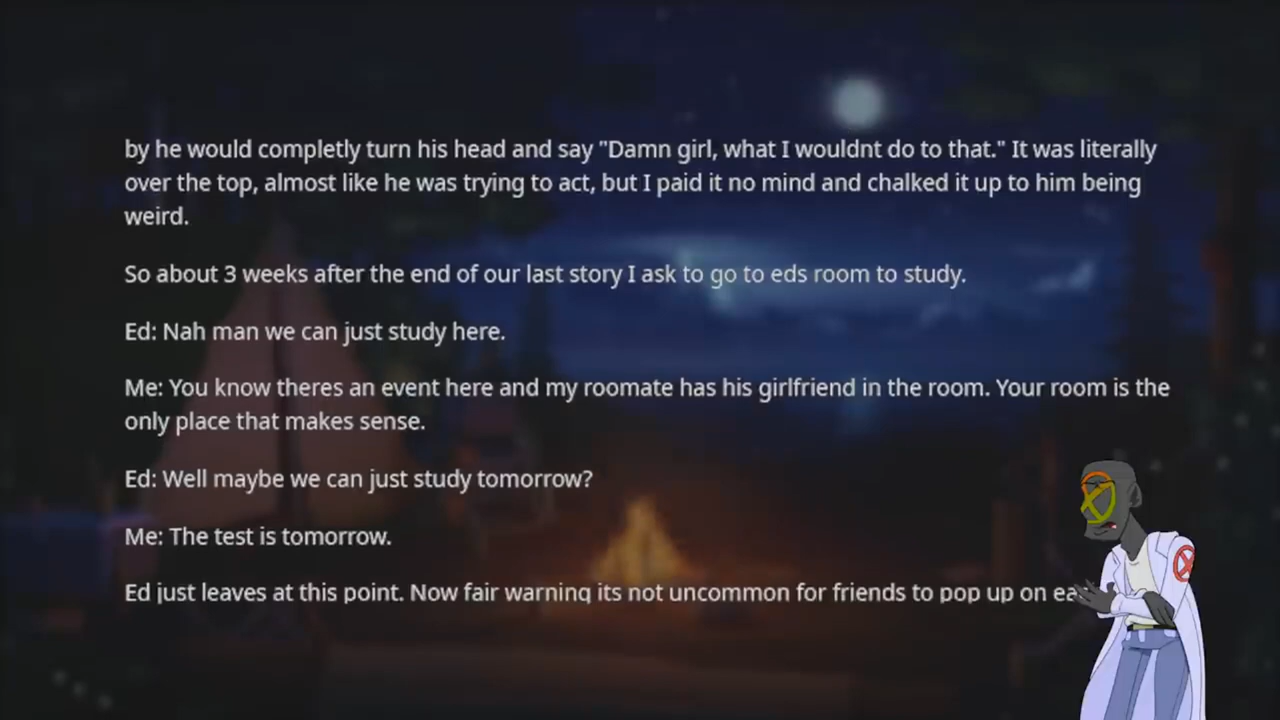 by he would completly turn his head and say "Damn girl, what I wouldnt do to that." It was literally
over the top, almost like he was trying to act, but I paid it no mind and chalked it up to him being
weird.
So about 3 weeks after the end of our last story I ask to go to eds room to study.
Ed: Nah man we can just study here.
Me: You know theres an event here and my roomate has his girlfriend in the room. Your room is the
only place that makes sense.
Ed: Well maybe we can just study tomorrow?
Me: The test is tomorrow.
Ed just leaves at this point. Now fair warning its not uncommon for friends to pop up on